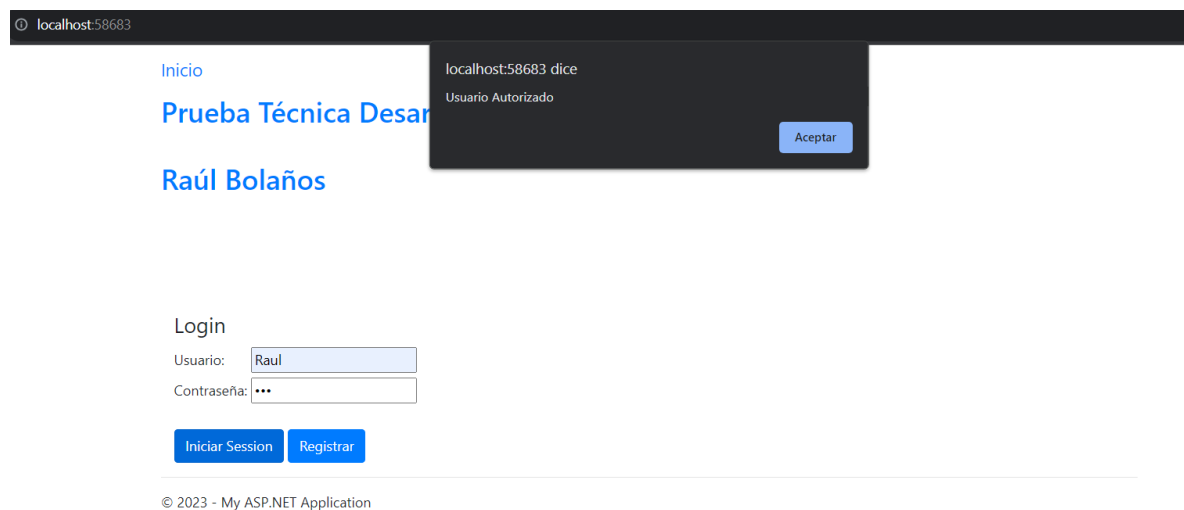 localhost:58683
Inicio
Prueba Técnica Desar
Raúl Bolaños
localhost:58683 dice
Usuario Autorizado
Aceptar
Login
Usuario: Raul
Contraseña: •••
Iniciar Session Registrar
© 2023 - My ASP.NET Application